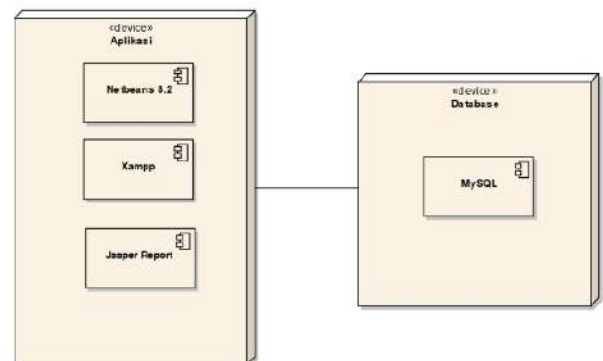 «device»
Aplikasi
Netbeans 8.2
Xampp
Jasper Report
«device»
Database
MySQL